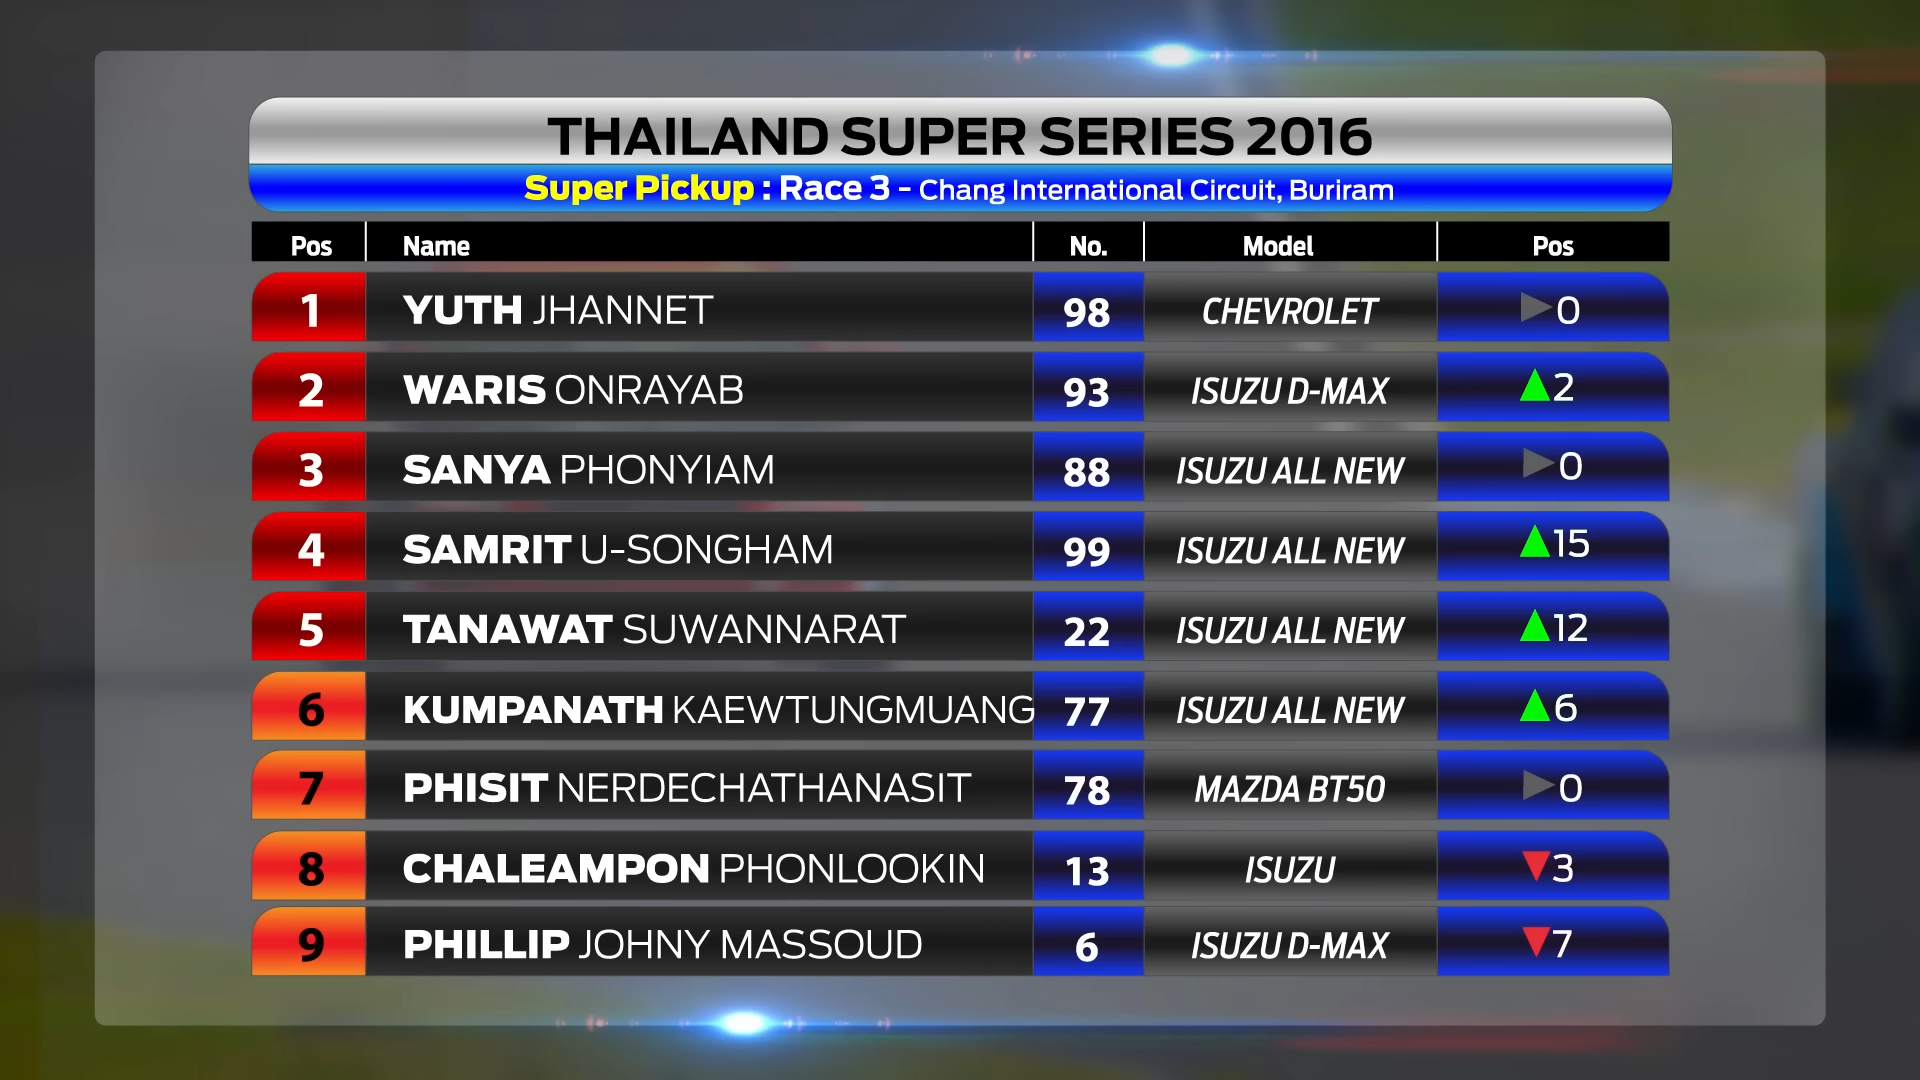 THAILAND SUPER SERIES 2016
Super Pickup : Race 3 - Chang International Circuit, Buriram
Pos Name No. Model Pos
1 YUTH JHANNET 98 CHEVROLET 0
2 WARIS ONRAYAB 93 ISUZU D-MAX 2
3 SANYA PHONYIAM 88 ISUZU ALL NEW 0
4 SAMRIT U-SONGHAM 99 ISUZU ALL NEW 15
5 TANAWAT SUWANNARAT 22 ISUZU ALL NEW 12
6 KUMPANATH KAEWTUNGMUANG 77 ISUZU ALL NEW 6
7 PHISIT NERDECHATHANASIT 78 MAZDA BT50 0
8 CHALEAMPON PHONLOOKIN 13 ISUZU 3
9 PHILLIP JOHNY MASSOUD 6 ISUZU D-MAX 7